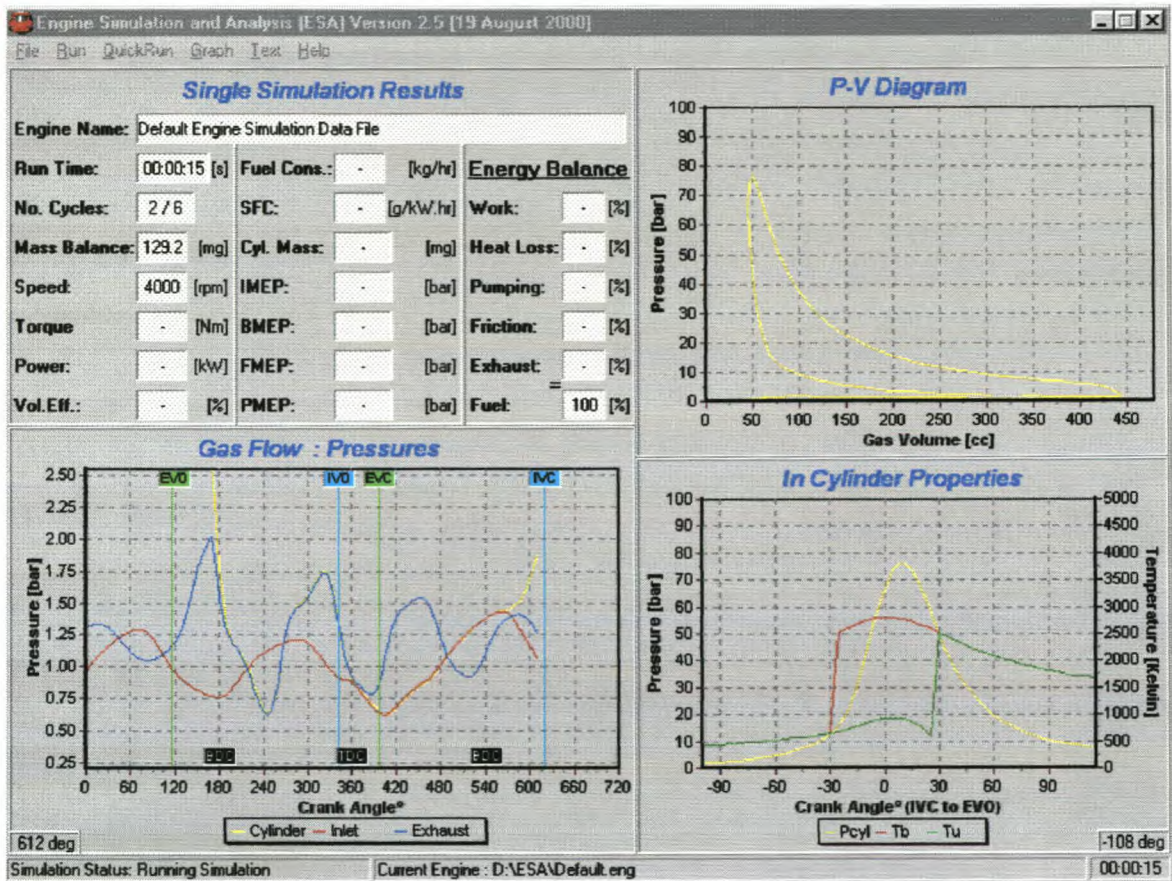 Engine Simulation and Analysis (ESA) Version 2.5 [19 August 2000]
File Run QuickRun Graph Text Help
Single Simulation Results
Engine Name: Default Engine Simulation Data File
Run Time: 00:00:15 [s] Fuel Cons.: - [kg/hr] Energy Balance
No. Cycles: 2 / 6 SFC: - [g/kW.hr] Work: - [%]
Mass Balance: 129.2 [mg] Cyl. Mass: - [mg] Heat Loss: - [%]
Speed: 4000 [rpm] IMEP: - [bar] Pumping: - [%]
Torque - [Nm] BMEP: - [bar] Friction: - [%]
Power: - [kW] FMEP: - [bar] Exhaust: - [%]
=
Vol.Eff.: - [%] PMEP: - [bar] Fuel: 100 [%]
P-V Diagram
Pressure [bar]
100
90
80
70
60
50
40
30
20
10
0
0 50 100 150 200 250 300 350 400 450
Gas Volume [cc]
Gas Flow : Pressures
Pressure [bar]
2.50
2.25
2.00
1.75
1.50
1.25
1.00
0.75
0.50
0.25
EVO IVO EVC IVC
0 60 120 180 240 300 360 420 480 540 600 660 720
Crank Angle°
Cylinder Inlet Exhaust
612 deg
In Cylinder Properties
Pressure [bar]
100
90
80
70
60
50
40
30
20
10
0
5000
4500
4000
3500
3000
2500
2000
1500
1000
500
0
Temperature [Kelvin]
-90 -60 -30 0 30 60 90
Crank Angle° (IVC to EVO)
Pcyl Tb Tu
-108 deg
Simulation Status: Running Simulation Current Engine : D:\ESA\Default.eng 00:00:15